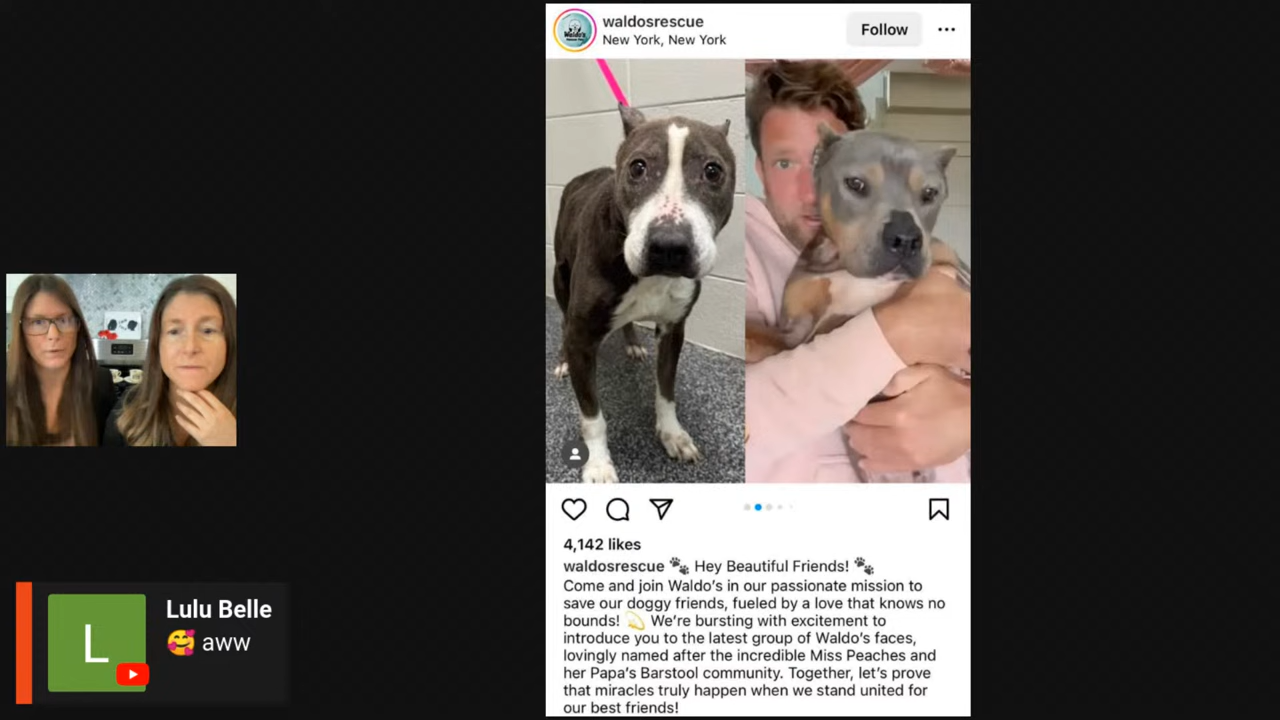 waldosrescue
New York, New York
Follow
Waldo's
4,142 likes
waldosrescue 🐾 Hey Beautiful Friends! 🐾
Come and join Waldo’s in our passionate mission to
save our doggy friends, fueled by a love that knows no
bounds! 💫 We’re bursting with excitement to
introduce you to the latest group of Waldo’s faces,
lovingly named after the incredible Miss Peaches and
her Papa’s Barstool community. Together, let’s prove
that miracles truly happen when we stand united for
our best friends!
L
Lulu Belle
🥰 aww